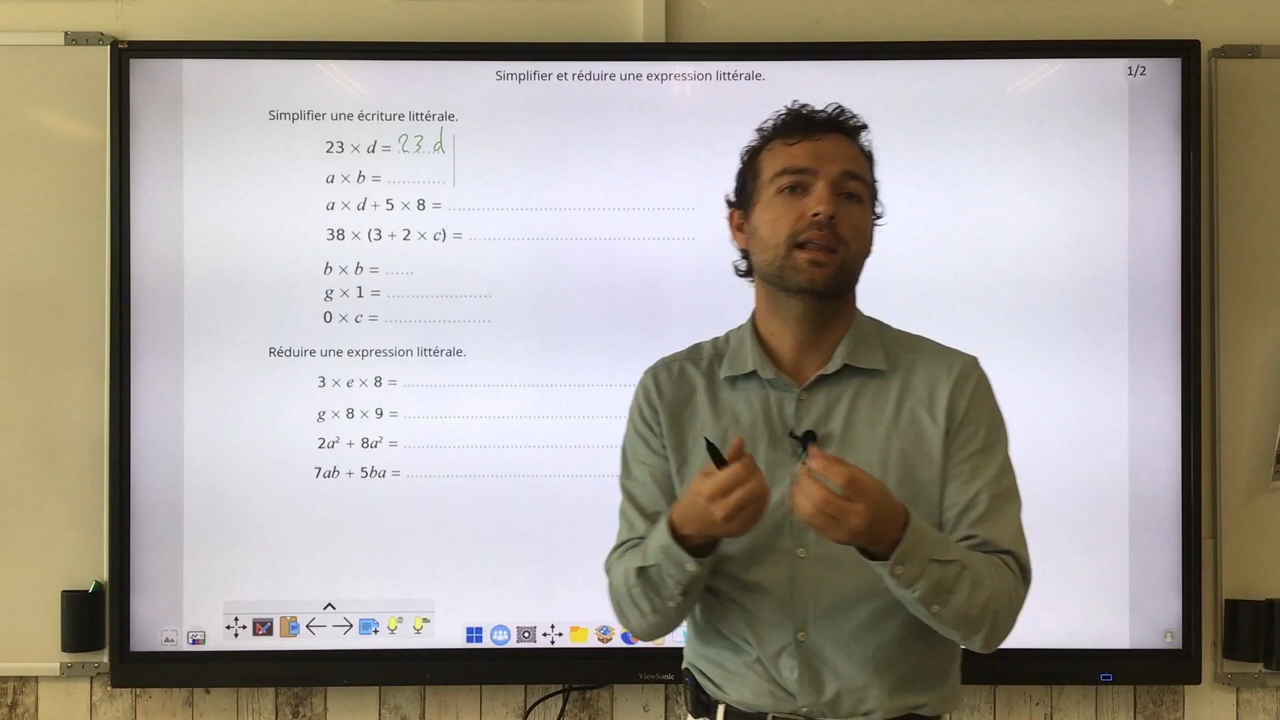 Simplifier et réduire une expression littérale.
1/2
Simplifier une écriture littérale.
23 × d = 23 d
a × b = ............
a × d + 5 × 8 = ............
38 × (3 + 2 × c) = ............
b × b = ......
g × 1 = ............
0 × c = ............
Réduire une expression littérale.
3 × e × 8 = ............
g × 8 × 9 = ............
2a² + 8a² = ............
7ab + 5ba = ............
ViewSonic